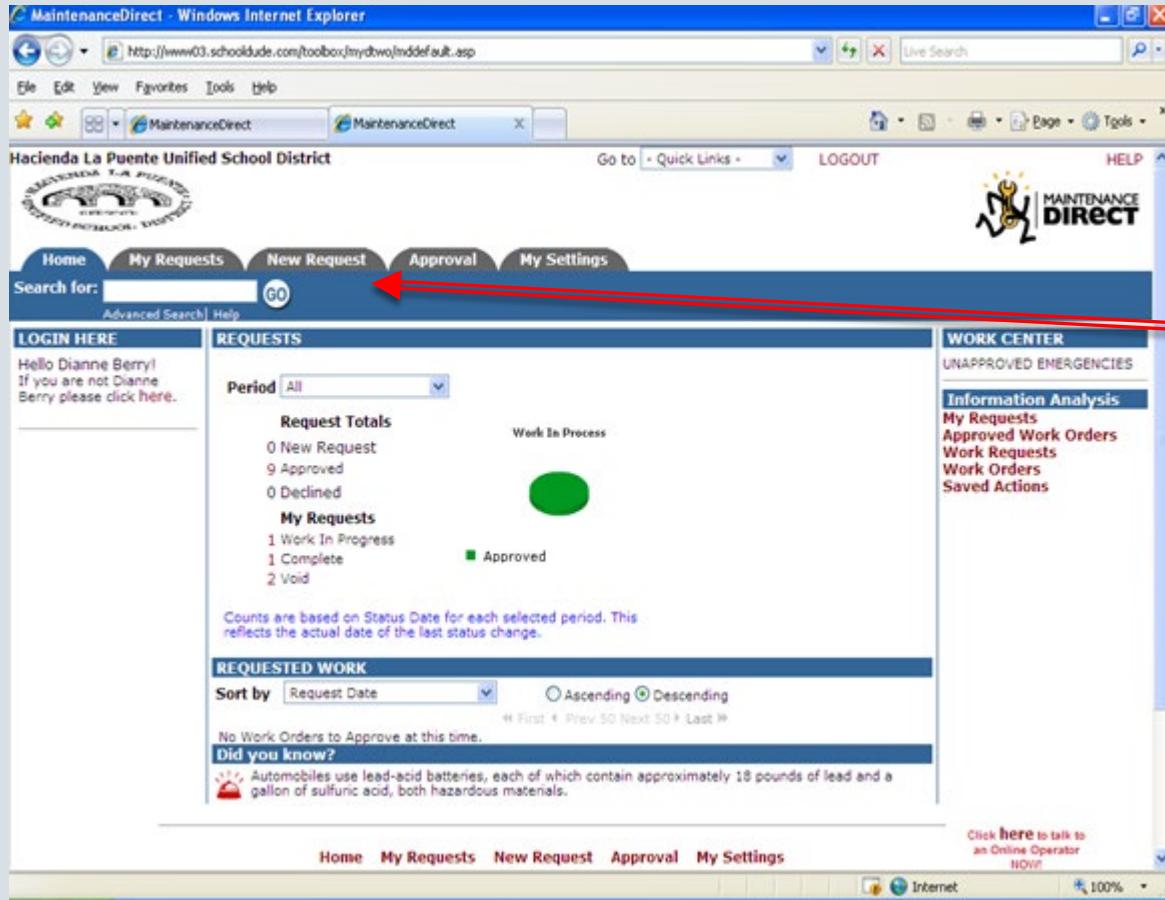 MaintenanceDirect - Windows Internet Explorer
http://www03.schooldude.com/toolbox/mydtwo/mddefault.asp
Live Search
File Edit View Favorites Tools Help
MaintenanceDirect MaintenanceDirect X Page Tools
Hacienda La Puente Unified School District Go to - Quick Links - LOGOUT HELP
HACIENDA LA PUENTE
UNIFIED SCHOOL DISTRICT
MAINTENANCE
DIRECT
Home My Requests New Request Approval My Settings
Search for: GO
Advanced Search| Help
LOGIN HERE REQUESTS WORK CENTER
Hello Dianne Berry!
If you are not Dianne
Berry please click here.
Period All
Request Totals
0 New Request
9 Approved
0 Declined
My Requests
1 Work In Progress
1 Complete
2 Void
Work In Process
Approved
Counts are based on Status Date for each selected period. This
reflects the actual date of the last status change.
UNAPPROVED EMERGENCIES
Information Analysis
My Requests
Approved Work Orders
Work Requests
Work Orders
Saved Actions
REQUESTED WORK
Sort by Request Date Ascending Descending
First Prev 50 Next 50 Last
No Work Orders to Approve at this time.
Did you know?
Automobiles use lead-acid batteries, each of which contain approximately 18 pounds of lead and a
gallon of sulfuric acid, both hazardous materials.
Click here to talk to
an Online Operator
NOW!
Home My Requests New Request Approval My Settings
Internet 100%